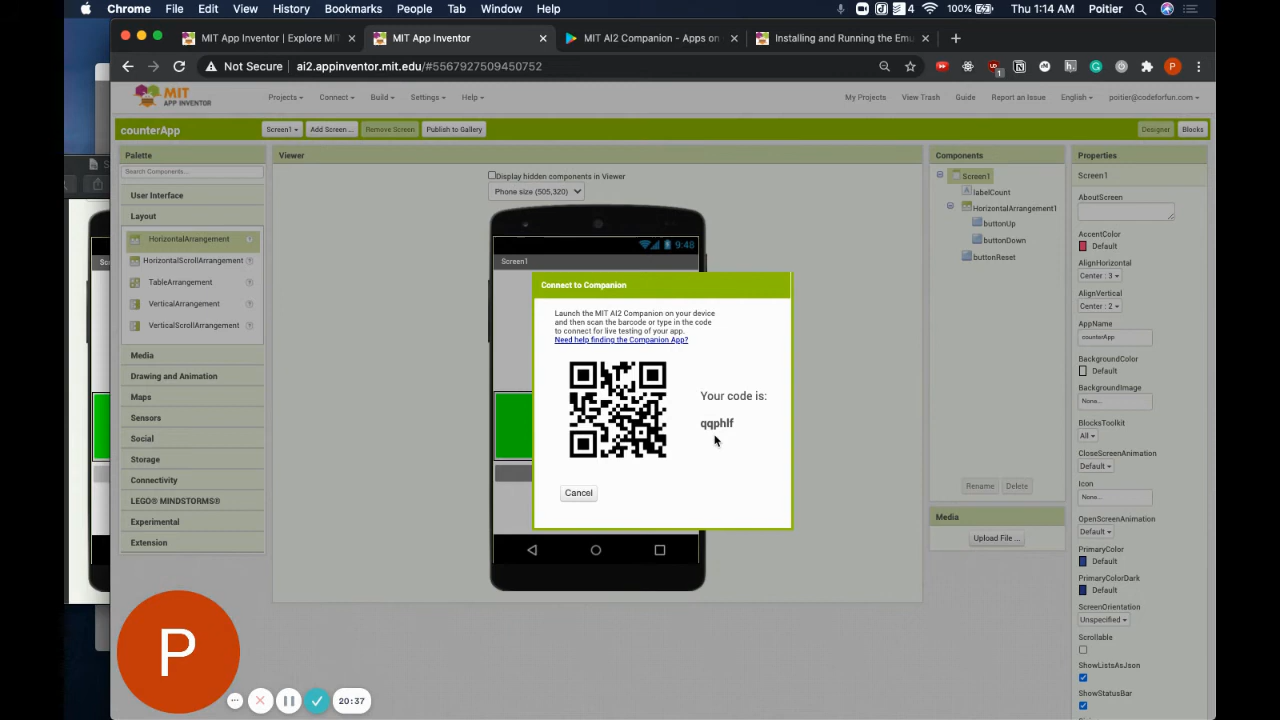 Chrome File Edit View History Bookmarks People Tab Window Help
4
100%
Thu 1:14 AM Poitier
MIT App Inventor | Explore MIT
MIT App Inventor
MIT AI2 Companion - Apps on
Installing and Running the Emu
Not Secure | ai2.appinventor.mit.edu/#5567927509450752
1
P
MIT
APP INVENTOR
Projects Connect Build Settings Help
My Projects View Trash Guide Report an Issue English poitier@codeforfun.com
counterApp
Screen1 Add Screen ... Remove Screen Publish to Gallery
Designer Blocks
Palette
Search Components...
User Interface
Layout
HorizontalArrangement ?
HorizontalScrollArrangement ?
TableArrangement ?
VerticalArrangement ?
VerticalScrollArrangement ?
Media
Drawing and Animation
Maps
Sensors
Social
Storage
Connectivity
LEGO® MINDSTORMS®
Experimental
Extension
Viewer
Display hidden components in Viewer
Phone size (505,320)
9:48
Screen1
Connect to Companion
Launch the MIT AI2 Companion on your device
and then scan the barcode or type in the code
to connect for live testing of your app.
Need help finding the Companion App?
Your code is:
qqphlf
Cancel
Components
Screen1
labelCount
HorizontalArrangement1
buttonUp
buttonDown
buttonReset
Rename Delete
Media
Upload File ...
Properties
Screen1
AboutScreen
AccentColor
Default
AlignHorizontal
Center : 3
AlignVertical
Center : 2
AppName
counterApp
BackgroundColor
Default
BackgroundImage
None...
BlocksToolkit
All
CloseScreenAnimation
Default
Icon
None...
OpenScreenAnimation
Default
PrimaryColor
Default
PrimaryColorDark
Default
ScreenOrientation
Unspecified
Scrollable
ShowListsAsJson
ShowStatusBar
P
20:37